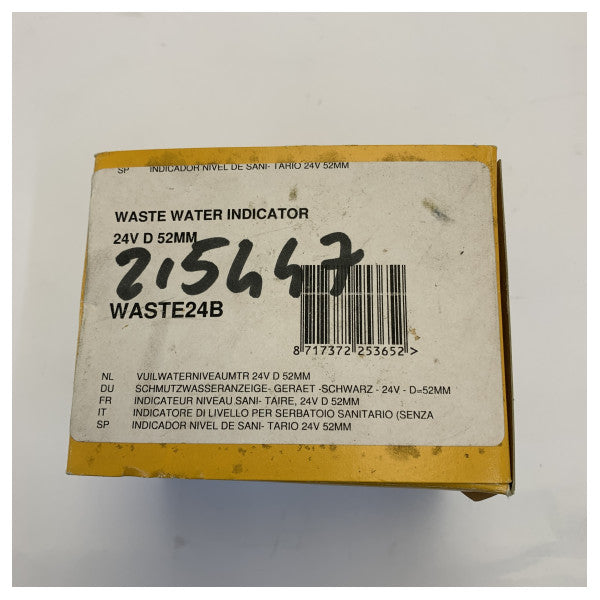 SP INDICADOR NIVEL DE SANI- TARIO 24V 52MM
WASTE WATER INDICATOR
24V D 52MM
215447
WASTE24B
8 717372 253652 >
NL VUILWATERNIVEAUMTR 24V D 52MM
DU SCHMUTZWASSERANZEIGE- GERAET -SCHWARZ - 24V - D=52MM
FR INDICATEUR NIVEAU SANI- TAIRE, 24V D 52MM
IT INDICATORE DI LIVELLO PER SERBATOIO SANITARIO (SENZA
SP INDICADOR NIVEL DE SANI- TARIO 24V 52MM